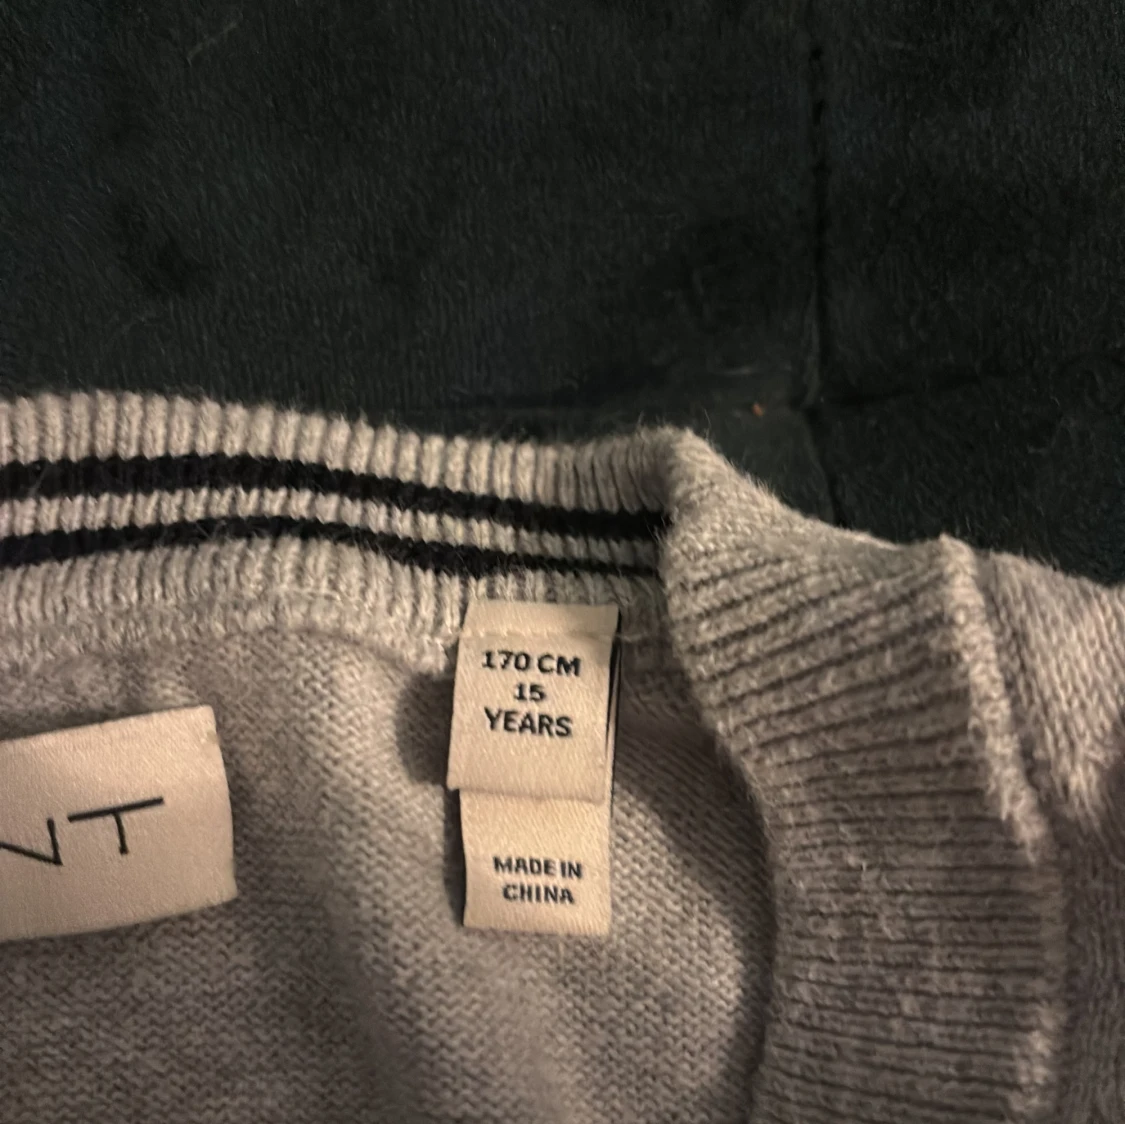 170 CM
15
YEARS
NT
MADE IN
CHINA